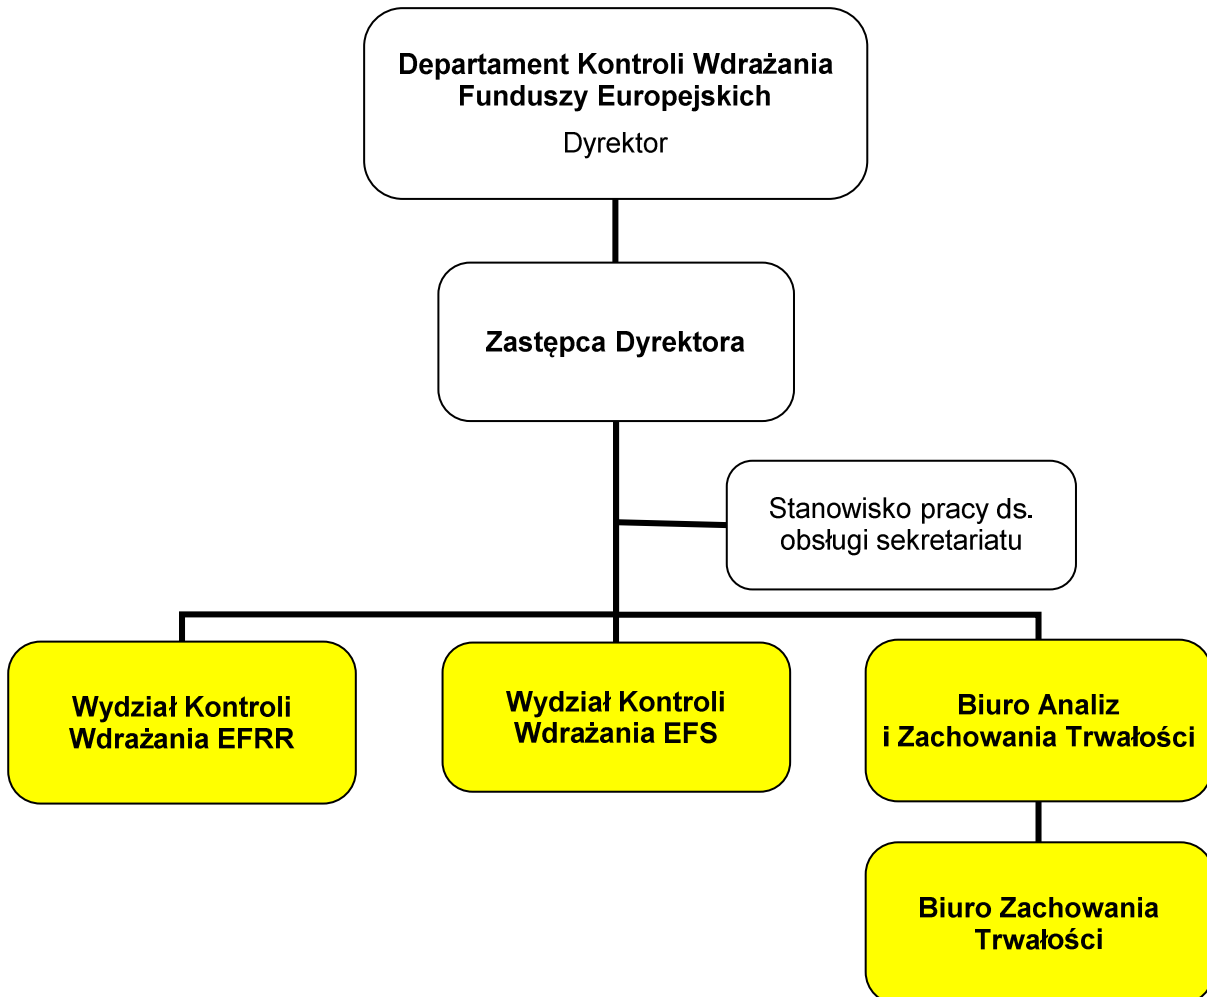 Departament Kontroli Wdrażania
Funduszy Europejskich
Dyrektor
Zastępca Dyrektora
Stanowisko pracy ds.
obsługi sekretariatu
Wydział Kontroli
Wdrażania EFRR
Wydział Kontroli
Wdrażania EFS
Biuro Analiz
i Zachowania Trwałości
Biuro Zachowania
Trwałości